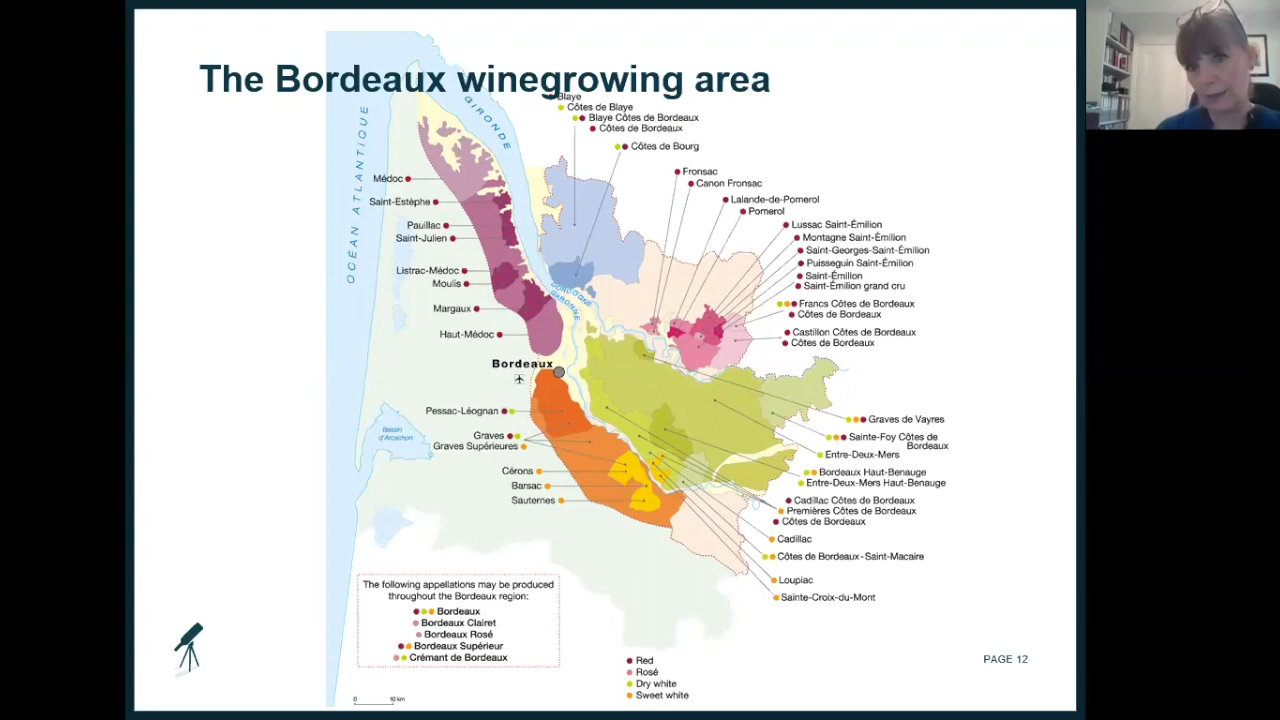 The Bordeaux winegrowing area
OCÉAN ATLANTIQUE
GIRONDE
Blaye
Côtes de Blaye
Blaye Côtes de Bordeaux
Côtes de Bordeaux
Côtes de Bourg
Fronsac
Canon Fronsac
Lalande-de-Pomerol
Pomerol
Lussac Saint-Émilion
Montagne Saint-Émilion
Saint-Georges-Saint-Émilion
Puisseguin Saint-Émilion
Saint-Émilion
Saint-Émilion grand cru
Francs Côtes de Bordeaux
Côtes de Bordeaux
Castillon Côtes de Bordeaux
Côtes de Bordeaux
Médoc
Saint-Estèphe
Pauillac
Saint-Julien
Listrac-Médoc
Moulis
Margaux
Haut-Médoc
DORDOGNE
GARONNE
Bordeaux
Pessac-Léognan
Graves
Graves Supérieures
Cérons
Barsac
Sauternes
Bassin
d'Arcachon
Graves de Vayres
Sainte-Foy Côtes de
Bordeaux
Entre-Deux-Mers
Bordeaux Haut-Benauge
Entre-Deux-Mers Haut-Benauge
Cadillac Côtes de Bordeaux
Premières Côtes de Bordeaux
Côtes de Bordeaux
Cadillac
Côtes de Bordeaux-Saint-Macaire
Loupiac
Sainte-Croix-du-Mont
The following appellations may be produced
throughout the Bordeaux region:
Bordeaux
Bordeaux Clairet
Bordeaux Rosé
Bordeaux Supérieur
Crémant de Bordeaux
Red
Rosé
Dry white
Sweet white
0 10 km
PAGE 12